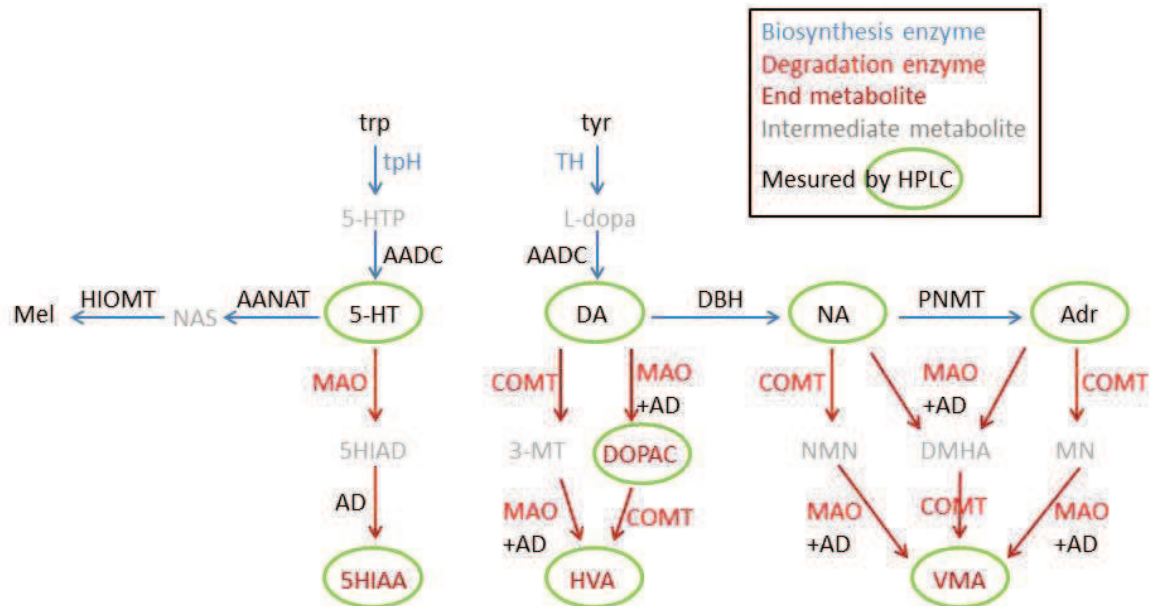 Biosynthesis enzyme
Degradation enzyme
End metabolite
Intermediate metabolite
Mesured by HPLC
trp
tyr
tpH
TH
5-HTP
L-dopa
AADC
AADC
Mel
HIOMT
NAS
AANAT
5-HT
DA
DBH
NA
PNMT
Adr
MAO
COMT
MAO
+AD
COMT
MAO
+AD
COMT
5HIAD
3-MT
DOPAC
NMN
DMHA
MN
AD
MAO
+AD
COMT
MAO
+AD
COMT
MAO
+AD
5HIAA
HVA
VMA